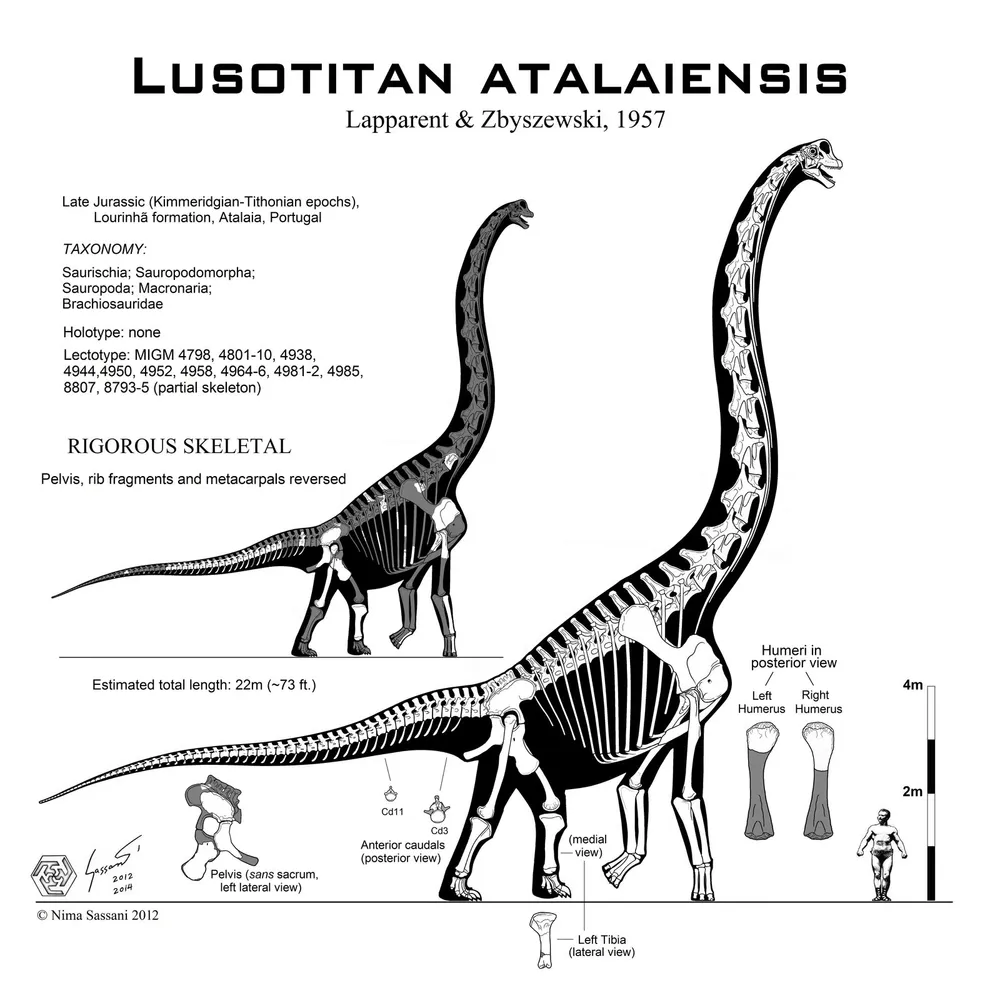 LUSOTITAN ATALAIENSIS
Lapparent & Zbyszewski, 1957
Late Jurassic (Kimmeridgian-Tithonian epochs),
Lourinhã formation, Atalaia, Portugal
TAXONOMY:
Saurischia; Sauropodomorpha;
Sauropoda; Macronaria;
Brachiosauridae
Holotype: none
Lectotype: MIGM 4798, 4801-10, 4938,
4944,4950, 4952, 4958, 4964-6, 4981-2, 4985,
8807, 8793-5 (partial skeleton)
RIGOROUS SKELETAL
Pelvis, rib fragments and metacarpals reversed
Estimated total length: 22m (~73 ft.)
Humeri in
posterior view
Left
Humerus
Right
Humerus
4m
2m
Cd11
Cd3
Anterior caudals
(posterior view)
(medial
view)
Pelvis (sans sacrum,
left lateral view)
Sassani
2012
2014
© Nima Sassani 2012
Left Tibia
(lateral view)